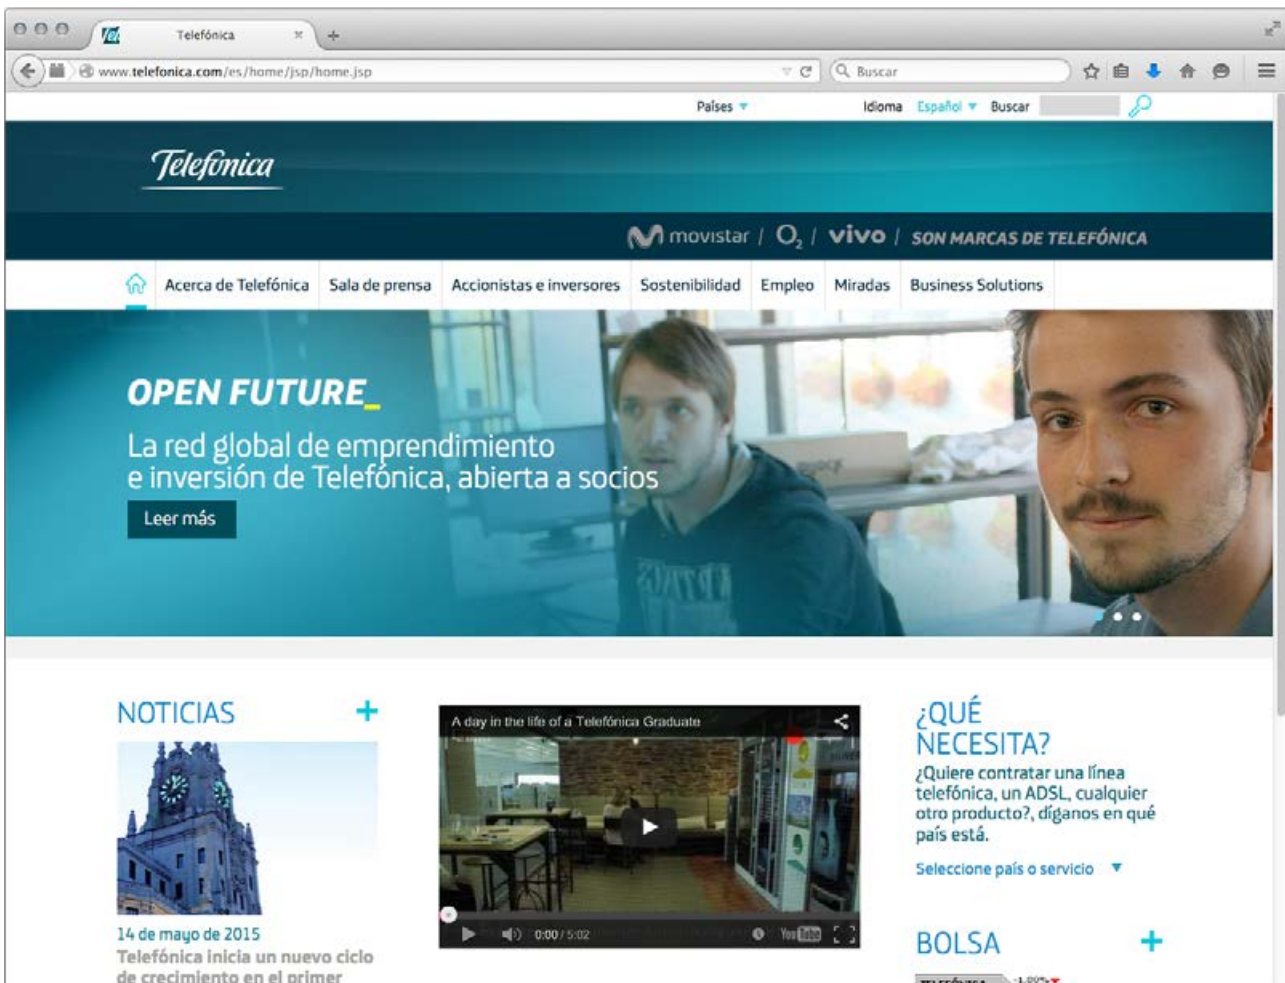 Telefónica
www.telefonica.com/es/home/jsp/home.jsp
Buscar
Países
Idioma Español Buscar
Telefónica
movistar / O2 / vivo / SON MARCAS DE TELEFÓNICA
Acerca de Telefónica Sala de prensa Accionistas e inversores Sostenibilidad Empleo Miradas Business Solutions
OPEN FUTURE_
La red global de emprendimiento
e inversión de Telefónica, abierta a socios
Leer más
NOTICIAS +
14 de mayo de 2015
Telefónica inicia un nuevo ciclo
de crecimiento en el primer
A day in the life of a Telefónica Graduate
0:00 / 5:02
YouTube
¿QUÉ
NECESITA?
¿Quiere contratar una línea
telefónica, un ADSL, cualquier
otro producto?, díganos en qué
país está.
Seleccione país o servicio
BOLSA +
TELEFÓNICA -1.00%